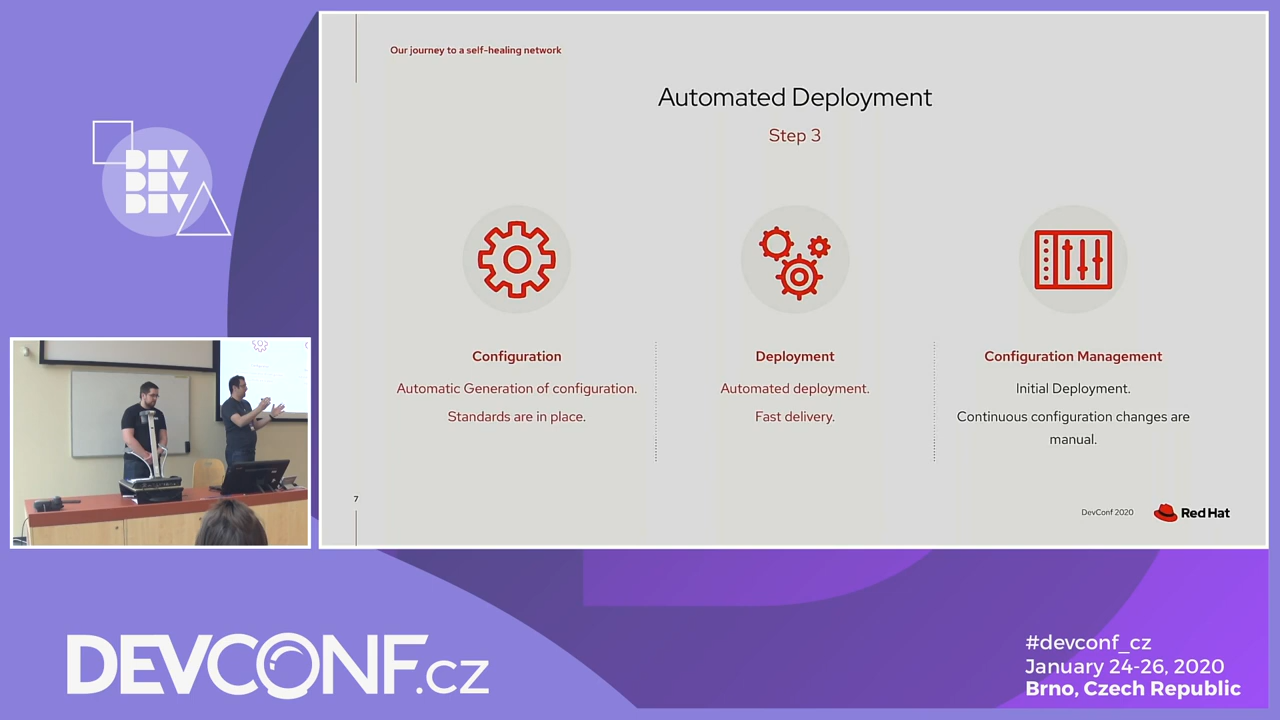 Our journey to a self-healing network
Automated Deployment
Step 3
Configuration
Automatic Generation of configuration.
Standards are in place.
Deployment
Automated deployment.
Fast delivery.
Configuration Management
Initial Deployment.
Continuous configuration changes are
manual.
7
DevConf 2020
Red Hat
DEV
DEV
DEV
DEVCONF.cz
#devconf_cz
January 24-26, 2020
Brno, Czech Republic